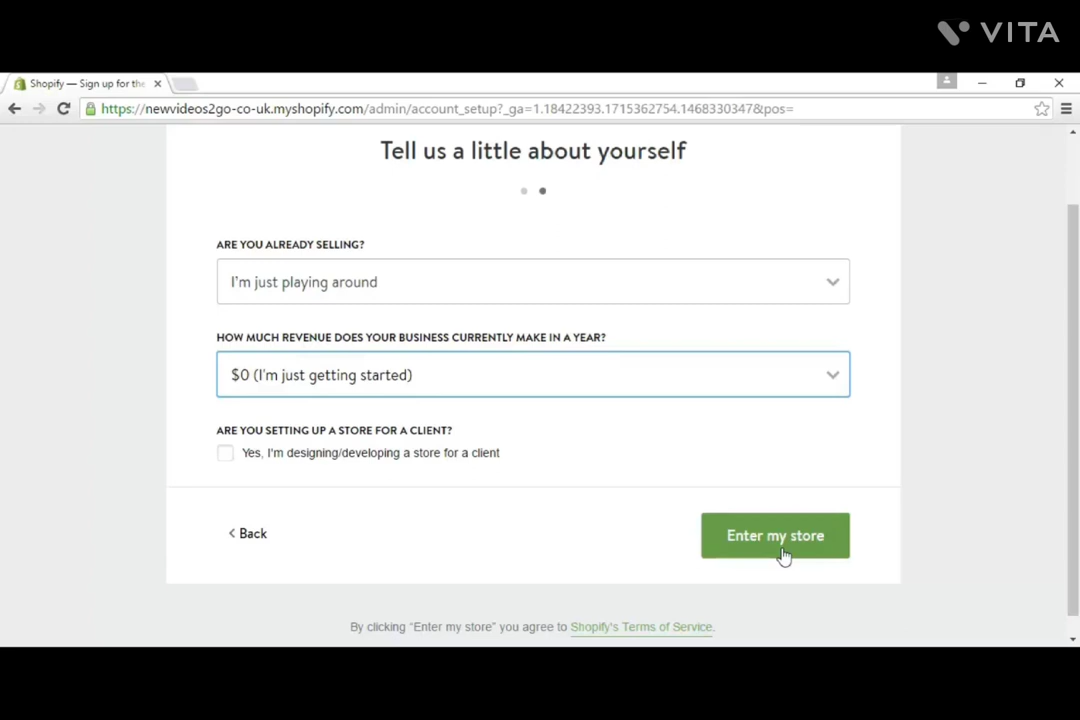 VITA
Shopify — Sign up for the
https://newvideos2go-co-uk.myshopify.com/admin/account_setup?_ga=1.18422393.1715362754.1468330347&pos=
Tell us a little about yourself
ARE YOU ALREADY SELLING?
I'm just playing around
HOW MUCH REVENUE DOES YOUR BUSINESS CURRENTLY MAKE IN A YEAR?
$0 (I'm just getting started)
ARE YOU SETTING UP A STORE FOR A CLIENT?
Yes, I'm designing/developing a store for a client
< Back
Enter my store
By clicking “Enter my store” you agree to Shopify's Terms of Service.